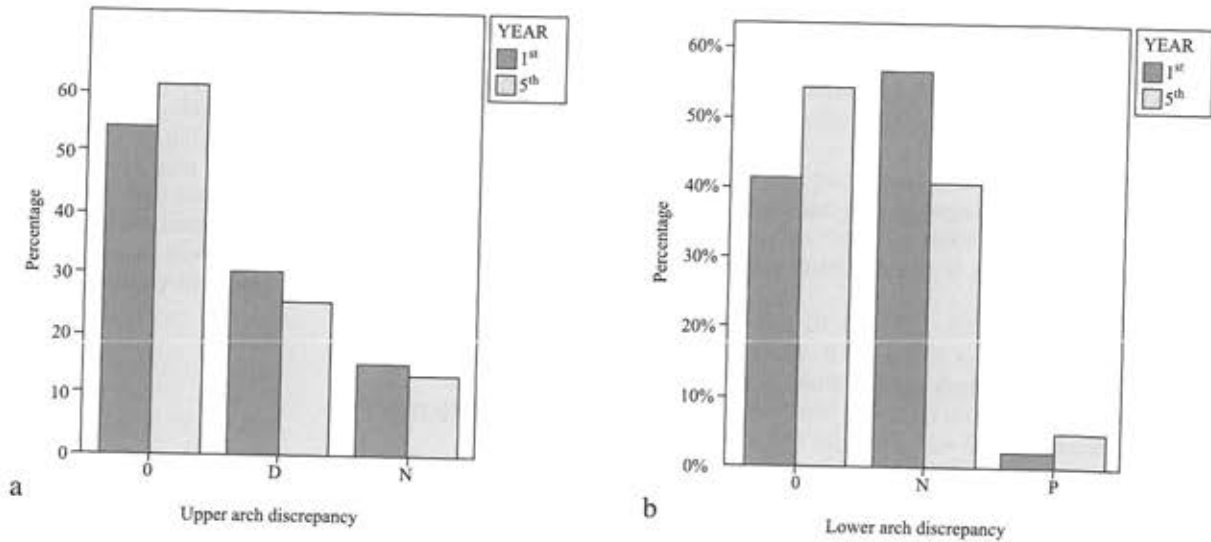 YEAR
1st
5th
60
50
40
30
20
10
0
Percentage
0 D N
a
Upper arch discrepancy
YEAR
1st
5th
60%
50%
40%
30%
20%
10%
0%
Percentage
0 N P
b
Lower arch discrepancy